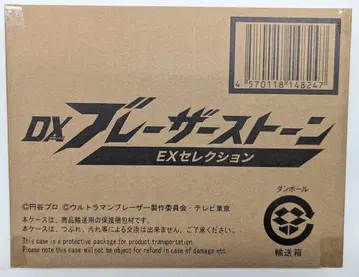 4 570118 148247
DXブレーザーストーン
EXセレクション
©円谷プロ ©ウルトラマンブレーザー製作委員会・テレビ東京
本ケースは、商品輸送用の保護梱包材です。
本ケースは、つぶれ、汚れ等による交換は出来ません。ご了承ください。
This case is a protective package for product transportation.
Please note this will not be object for refund in case of damage etc.
ダンボール
輸送箱